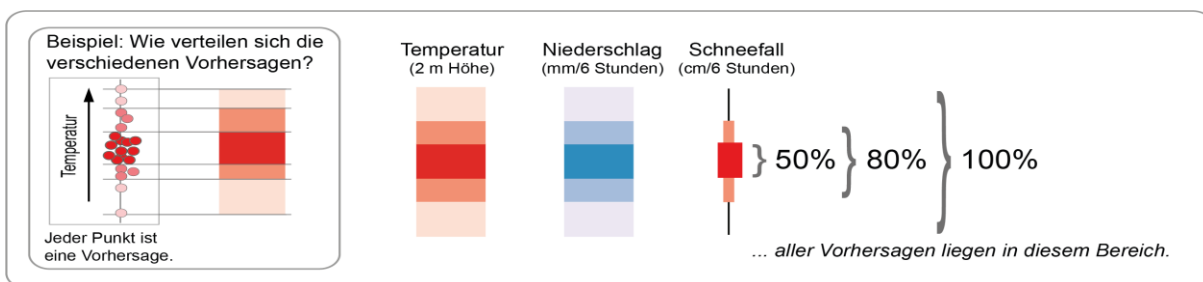 Beispiel: Wie verteilen sich die
verschiedenen Vorhersagen?
Temperatur
Jeder Punkt ist
eine Vorhersage.
Temperatur
(2 m Höhe)
Niederschlag
(mm/6 Stunden)
Schneefall
(cm/6 Stunden)
50%
80%
100%
... aller Vorhersagen liegen in diesem Bereich.